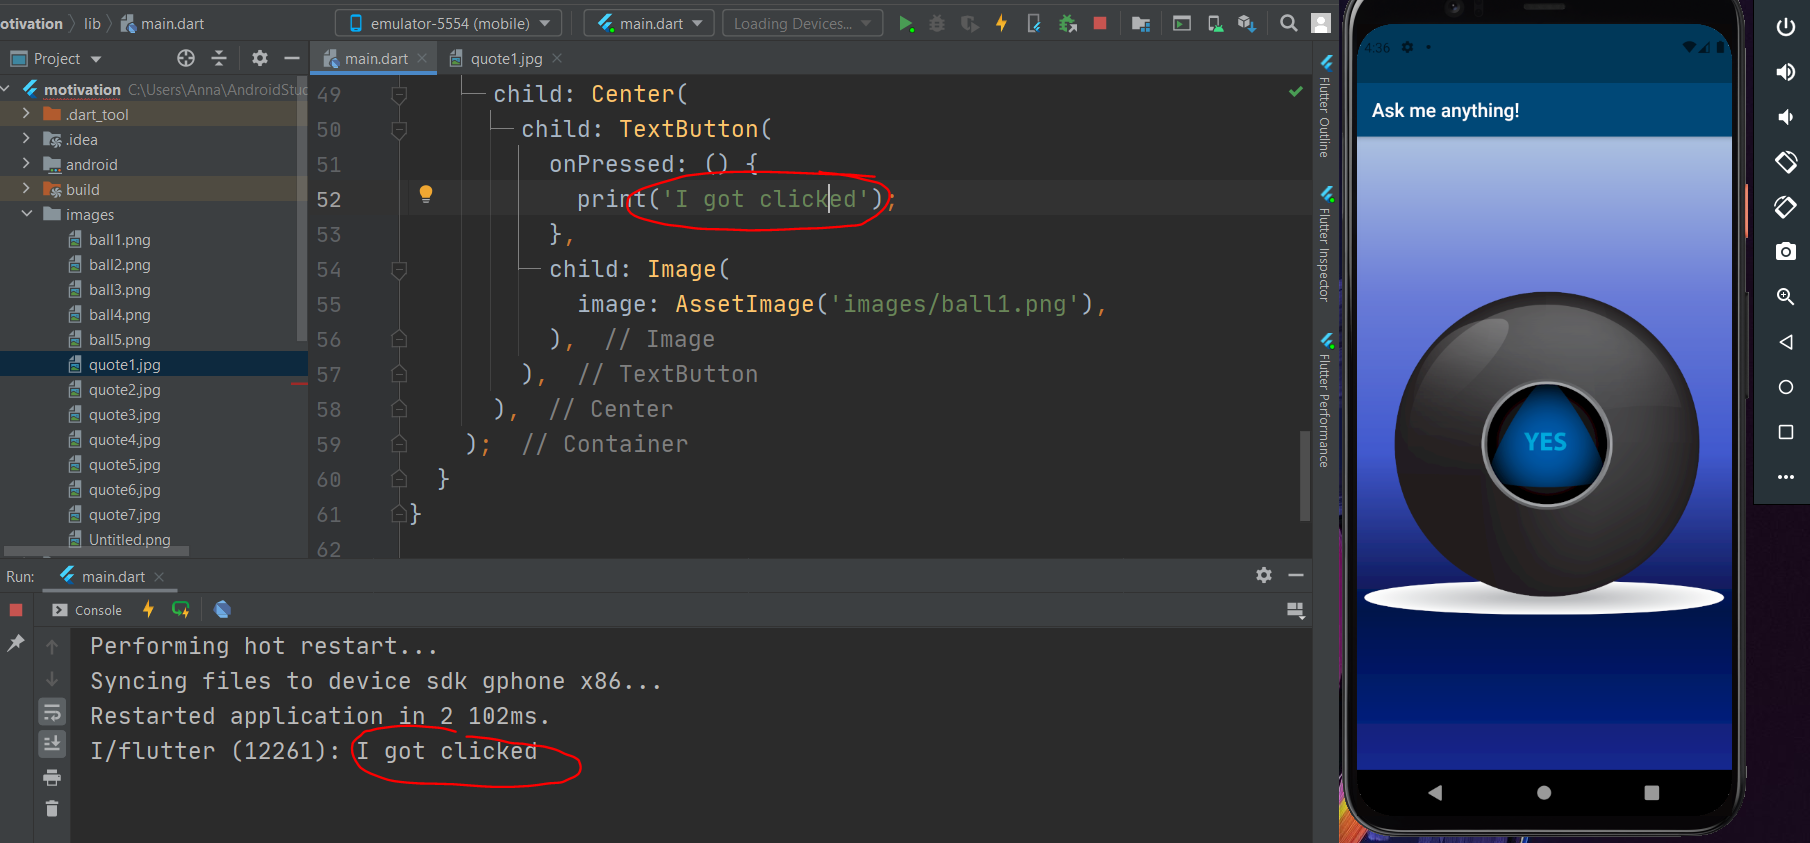 otivation
lib
main.dart
emulator-5554 (mobile)
main.dart
Loading Devices...
Project
main.dart
quote1.jpg
motivation C:\Users\Anna\AndroidStud
.dart_tool
.idea
android
build
images
ball1.png
ball2.png
ball3.png
ball4.png
ball5.png
quote1.jpg
quote2.jpg
quote3.jpg
quote4.jpg
quote5.jpg
quote6.jpg
quote7.jpg
Untitled.png
49 child: Center(
50 child: TextButton(
51 onPressed: () {
52 print('I got clicked');
53 },
54 child: Image(
55 image: AssetImage('images/ball1.png'),
56 ), // Image
57 ), // TextButton
58 ), // Center
59 ); // Container
60 }
61 }
62
Flutter Outline
Flutter Inspector
Flutter Performance
Run:
main.dart
Console
Performing hot restart...
Syncing files to device sdk gphone x86...
Restarted application in 2 102ms.
I/flutter (12261): I got clicked
4:36
Ask me anything!
YES